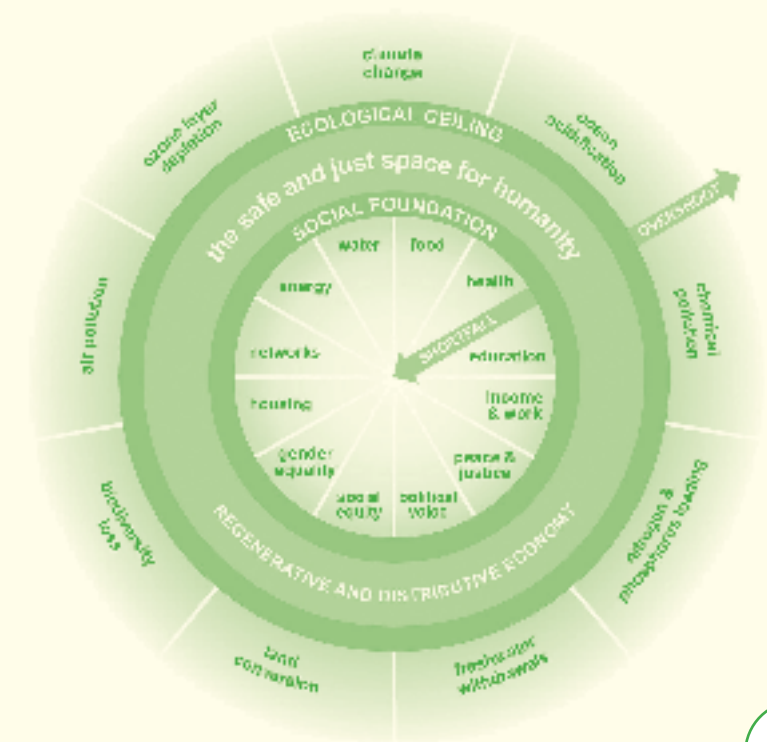 climate
change
ozone layer
depletion
ocean
acidification
ECOLOGICAL CEILING
the safe and just space for humanity
OVERSHOOT
SOCIAL FOUNDATION
water
food
energy
health
SHORTFALL
networks
education
housing
income
& work
gender
equality
peace &
justice
social
equity
political
voice
air pollution
chemical
pollution
biodiversity
loss
nitrogen &
phosphorus loading
REGENERATIVE AND DISTRIBUTIVE ECONOMY
land
conversion
freshwater
withdrawals